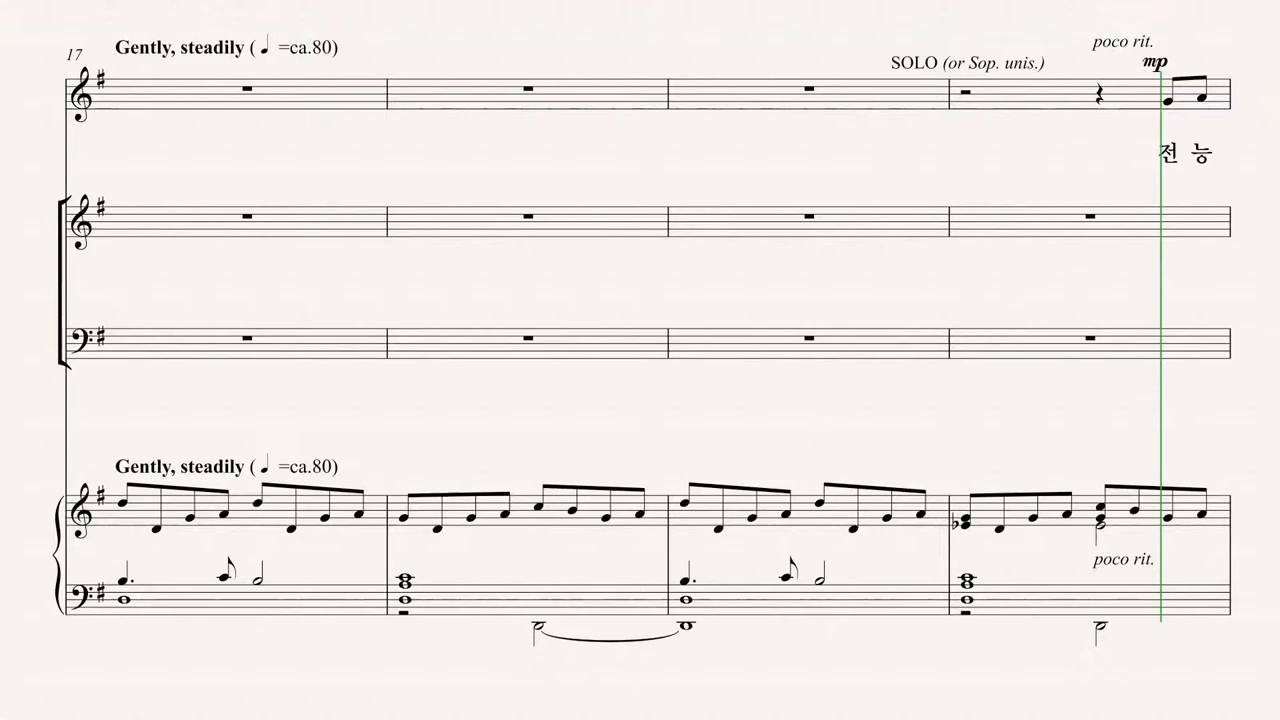 17 Gently, steadily (♩ =ca.80)
poco rit.
SOLO (or Sop. unis.)
mp
전 능
Gently, steadily (♩ =ca.80)
poco rit.